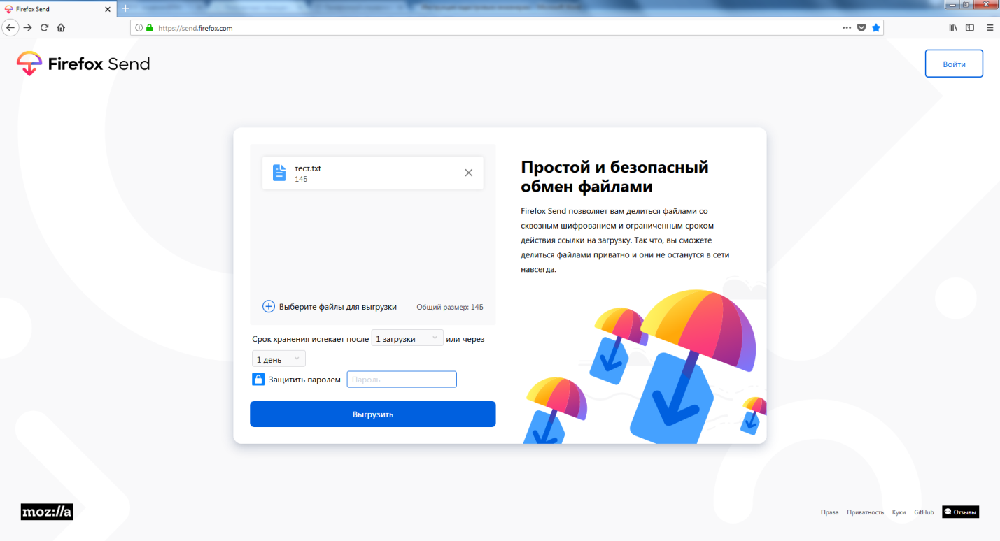 Firefox Send
https://send.firefox.com
Firefox Send
Войти
тест.txt
14Б
Выберите файлы для выгрузки
Общий размер: 14Б
Срок хранения истекает после 1 загрузки или через
1 день
Защитить паролем Пароль
Выгрузить
Простой и безопасный
обмен файлами
Firefox Send позволяет вам делиться файлами со
сквозным шифрованием и ограниченным сроком
действия ссылки на загрузку. Так что, вы сможете
делиться файлами приватно и они не останутся в сети
навсегда.
moz://a
Права Приватность Куки GitHub Отзывы